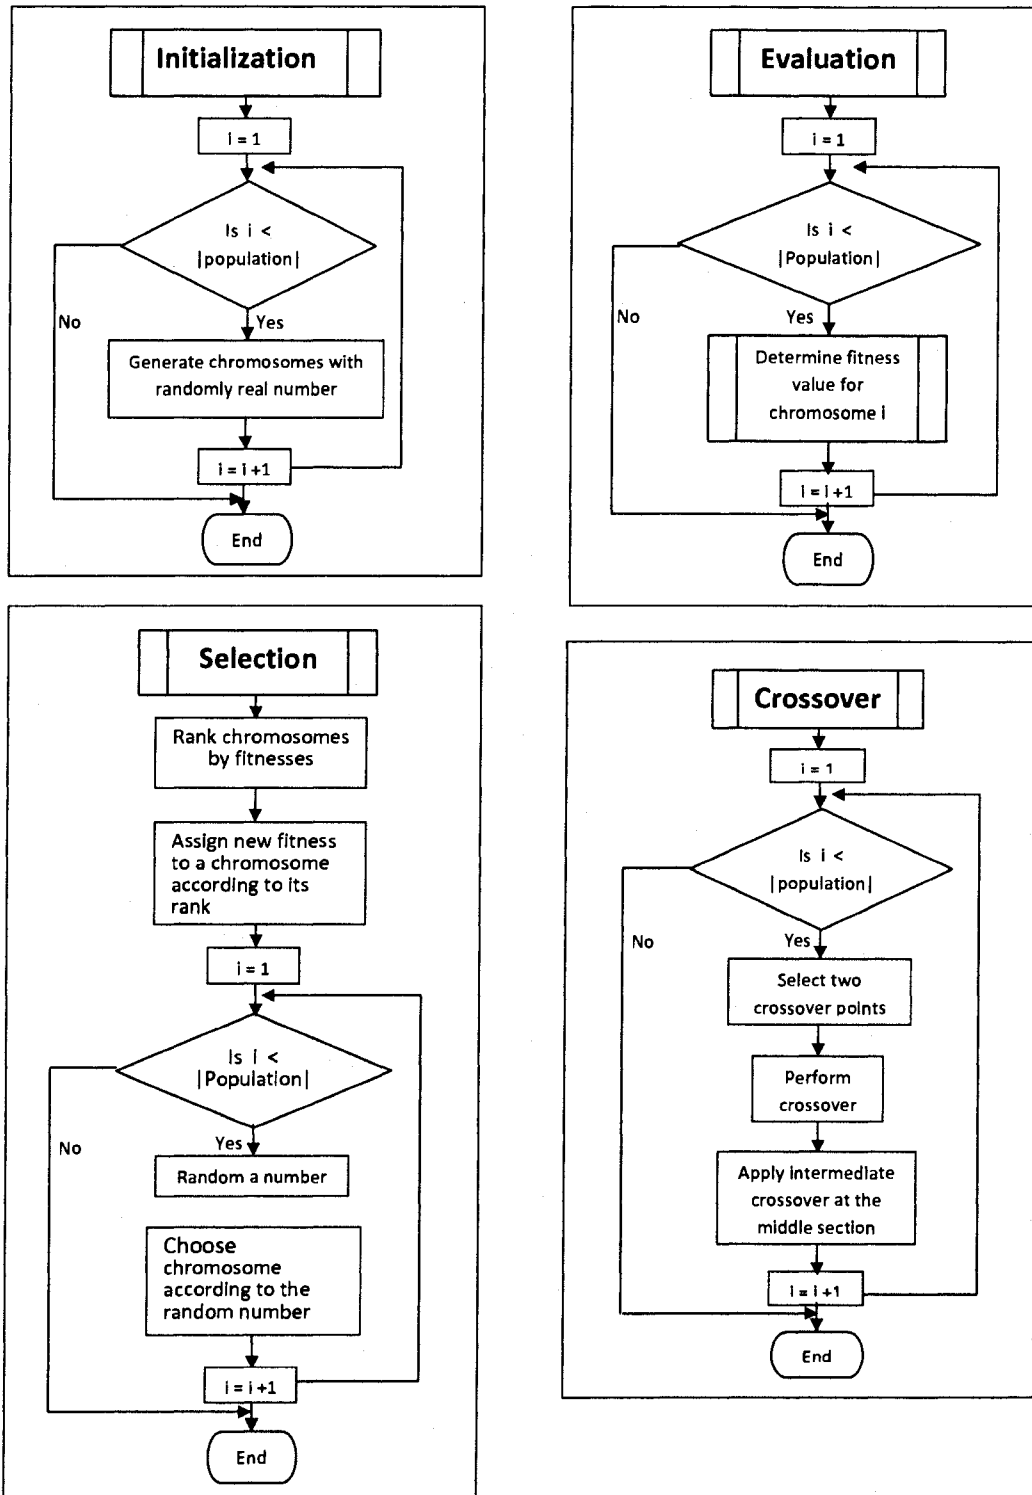 Initialization
i = 1
Is i <
|population|
No
Yes
Generate chromosomes with
randomly real number
i = i +1
End
Evaluation
i = 1
Is i <
|Population|
No
Yes
Determine fitness
value for
chromosome i
i = i +1
End
Selection
Rank chromosomes
by fitnesses
Assign new fitness
to a chromosome
according to its
rank
i = 1
Is i <
|Population|
No
Yes
Random a number
Choose
chromosome
according to the
random number
i = i +1
End
Crossover
i = 1
Is i <
|population|
No
Yes
Select two
crossover points
Perform
crossover
Apply intermediate
crossover at the
middle section
i = i +1
End